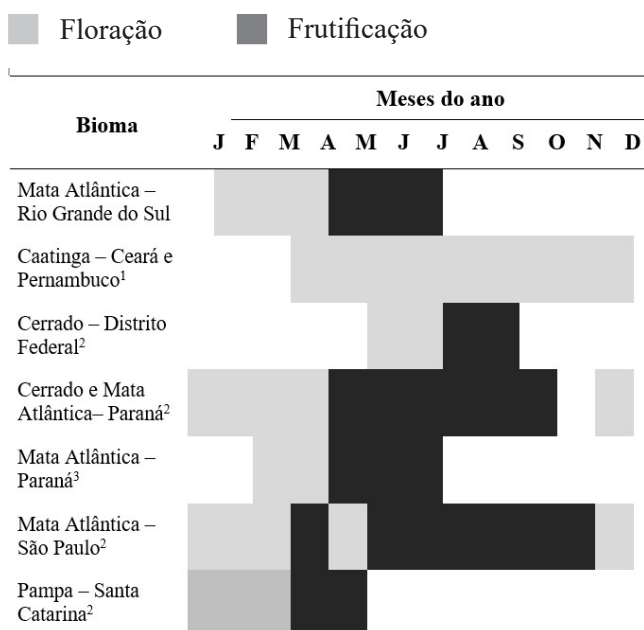 Floração Frutificação
Meses do ano
Bioma
J F M A M J J A S O N D
Mata Atlântica –
Rio Grande do Sul
Caatinga – Ceará e
Pernambuco¹
Cerrado – Distrito
Federal²
Cerrado e Mata
Atlântica– Paraná²
Mata Atlântica –
Paraná³
Mata Atlântica –
São Paulo²
Pampa – Santa
Catarina²